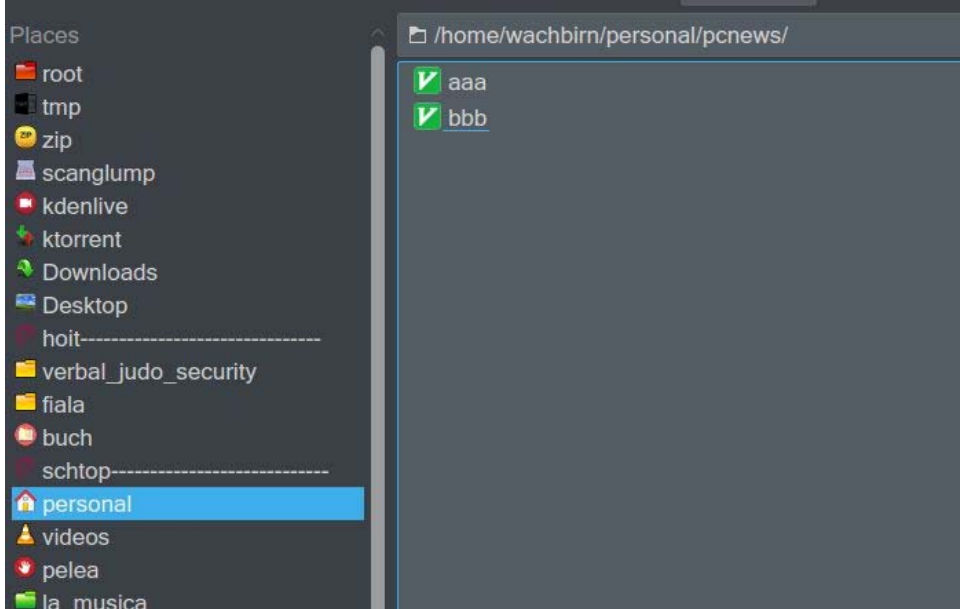 Places
root
tmp
zip
scanglump
kdenlive
ktorrent
Downloads
Desktop
hoit-------------------------------
verbal_judo_security
fiala
buch
schtop----------------------------
personal
videos
pelea
la_musica
/home/wachbirn/personal/pcnews/
aaa
bbb